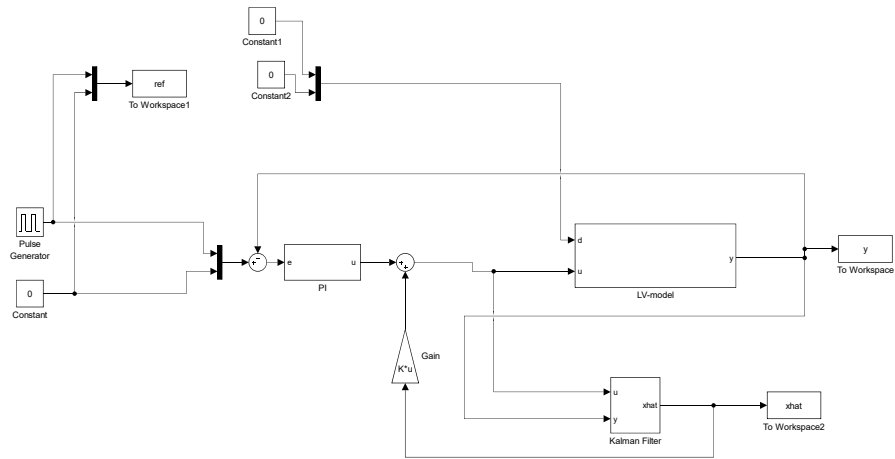 0
Constant1
0
Constant2
ref
To Workspace1
Pulse
Generator
0
Constant
e
u
PI
d
u
y
LV-model
y
To Workspace
K*u
Gain
u
y
xhat
Kalman Filter
xhat
To Workspace2